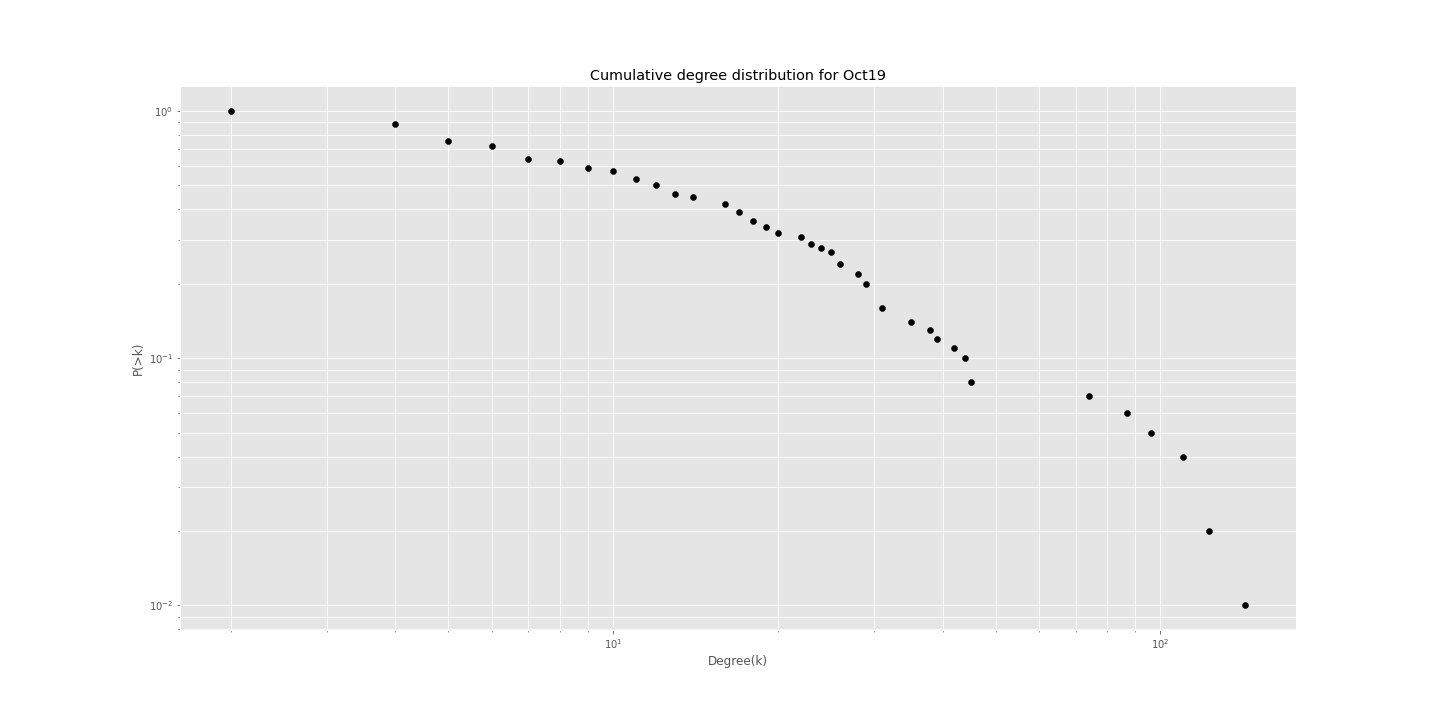 Cumulative degree distribution for Oct19
10⁰
10⁻¹
10⁻²
P(>k)
10¹
10²
Degree(k)